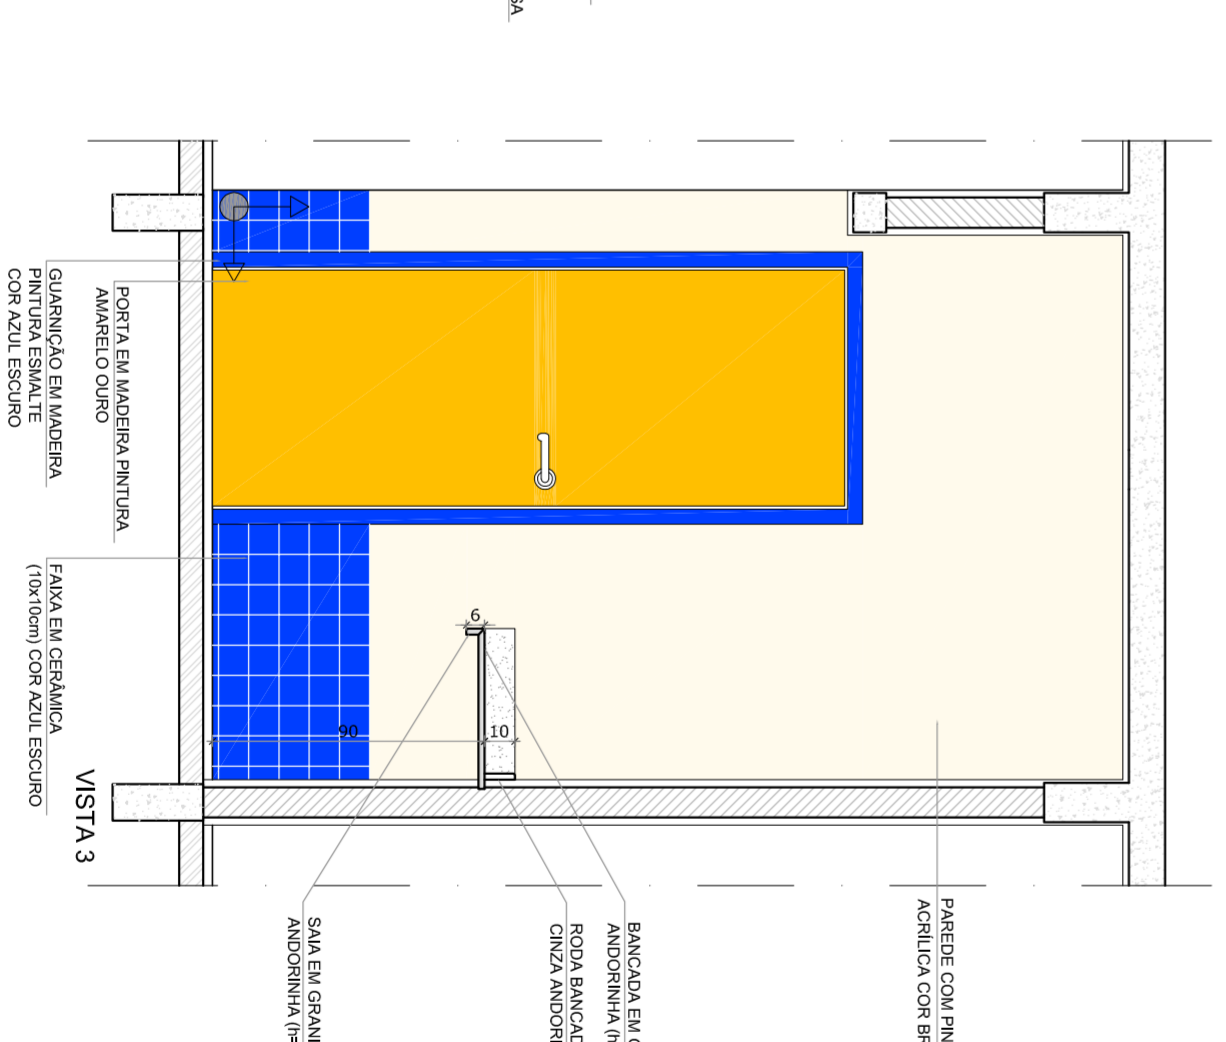 SA
GUARNIÇÃO EM MADEIRA
PINTURA ESMALTE
COR AZUL ESCURO
PORTA EM MADEIRA PINTURA
AMARELO OURO
FAIXA EM CERÂMICA
(10x10cm) COR AZUL ESCURO
VISTA 3
6
90
10
SAIA EM GRANI
ANDORINHA (h=
RODA BANCAD
CINZA ANDORI
BANCADA EM
ANDORINHA (h
PAREDE COM PIN
ACRÍLICA COR BR